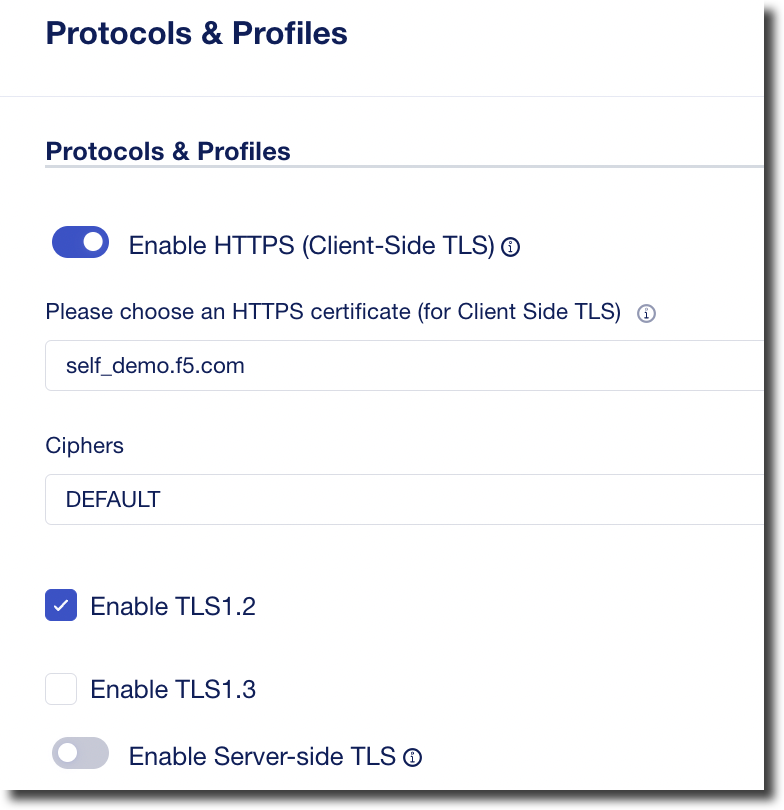 Protocols & Profiles
Protocols & Profiles
Enable HTTPS (Client-Side TLS)
Please choose an HTTPS certificate (for Client Side TLS)
self_demo.f5.com
Ciphers
DEFAULT
Enable TLS1.2
Enable TLS1.3
Enable Server-side TLS